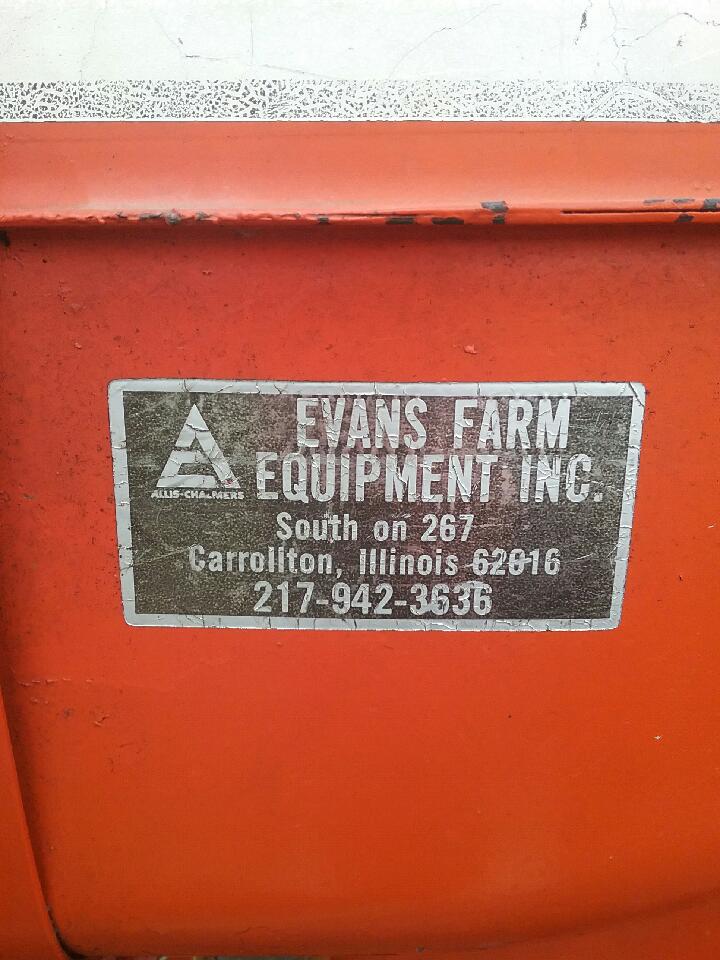 EVANS FARM
EQUIPMENT INC.
ALLIS-CHALMERS
South on 267
Carrollton, Illinois 62016
217-942-3636